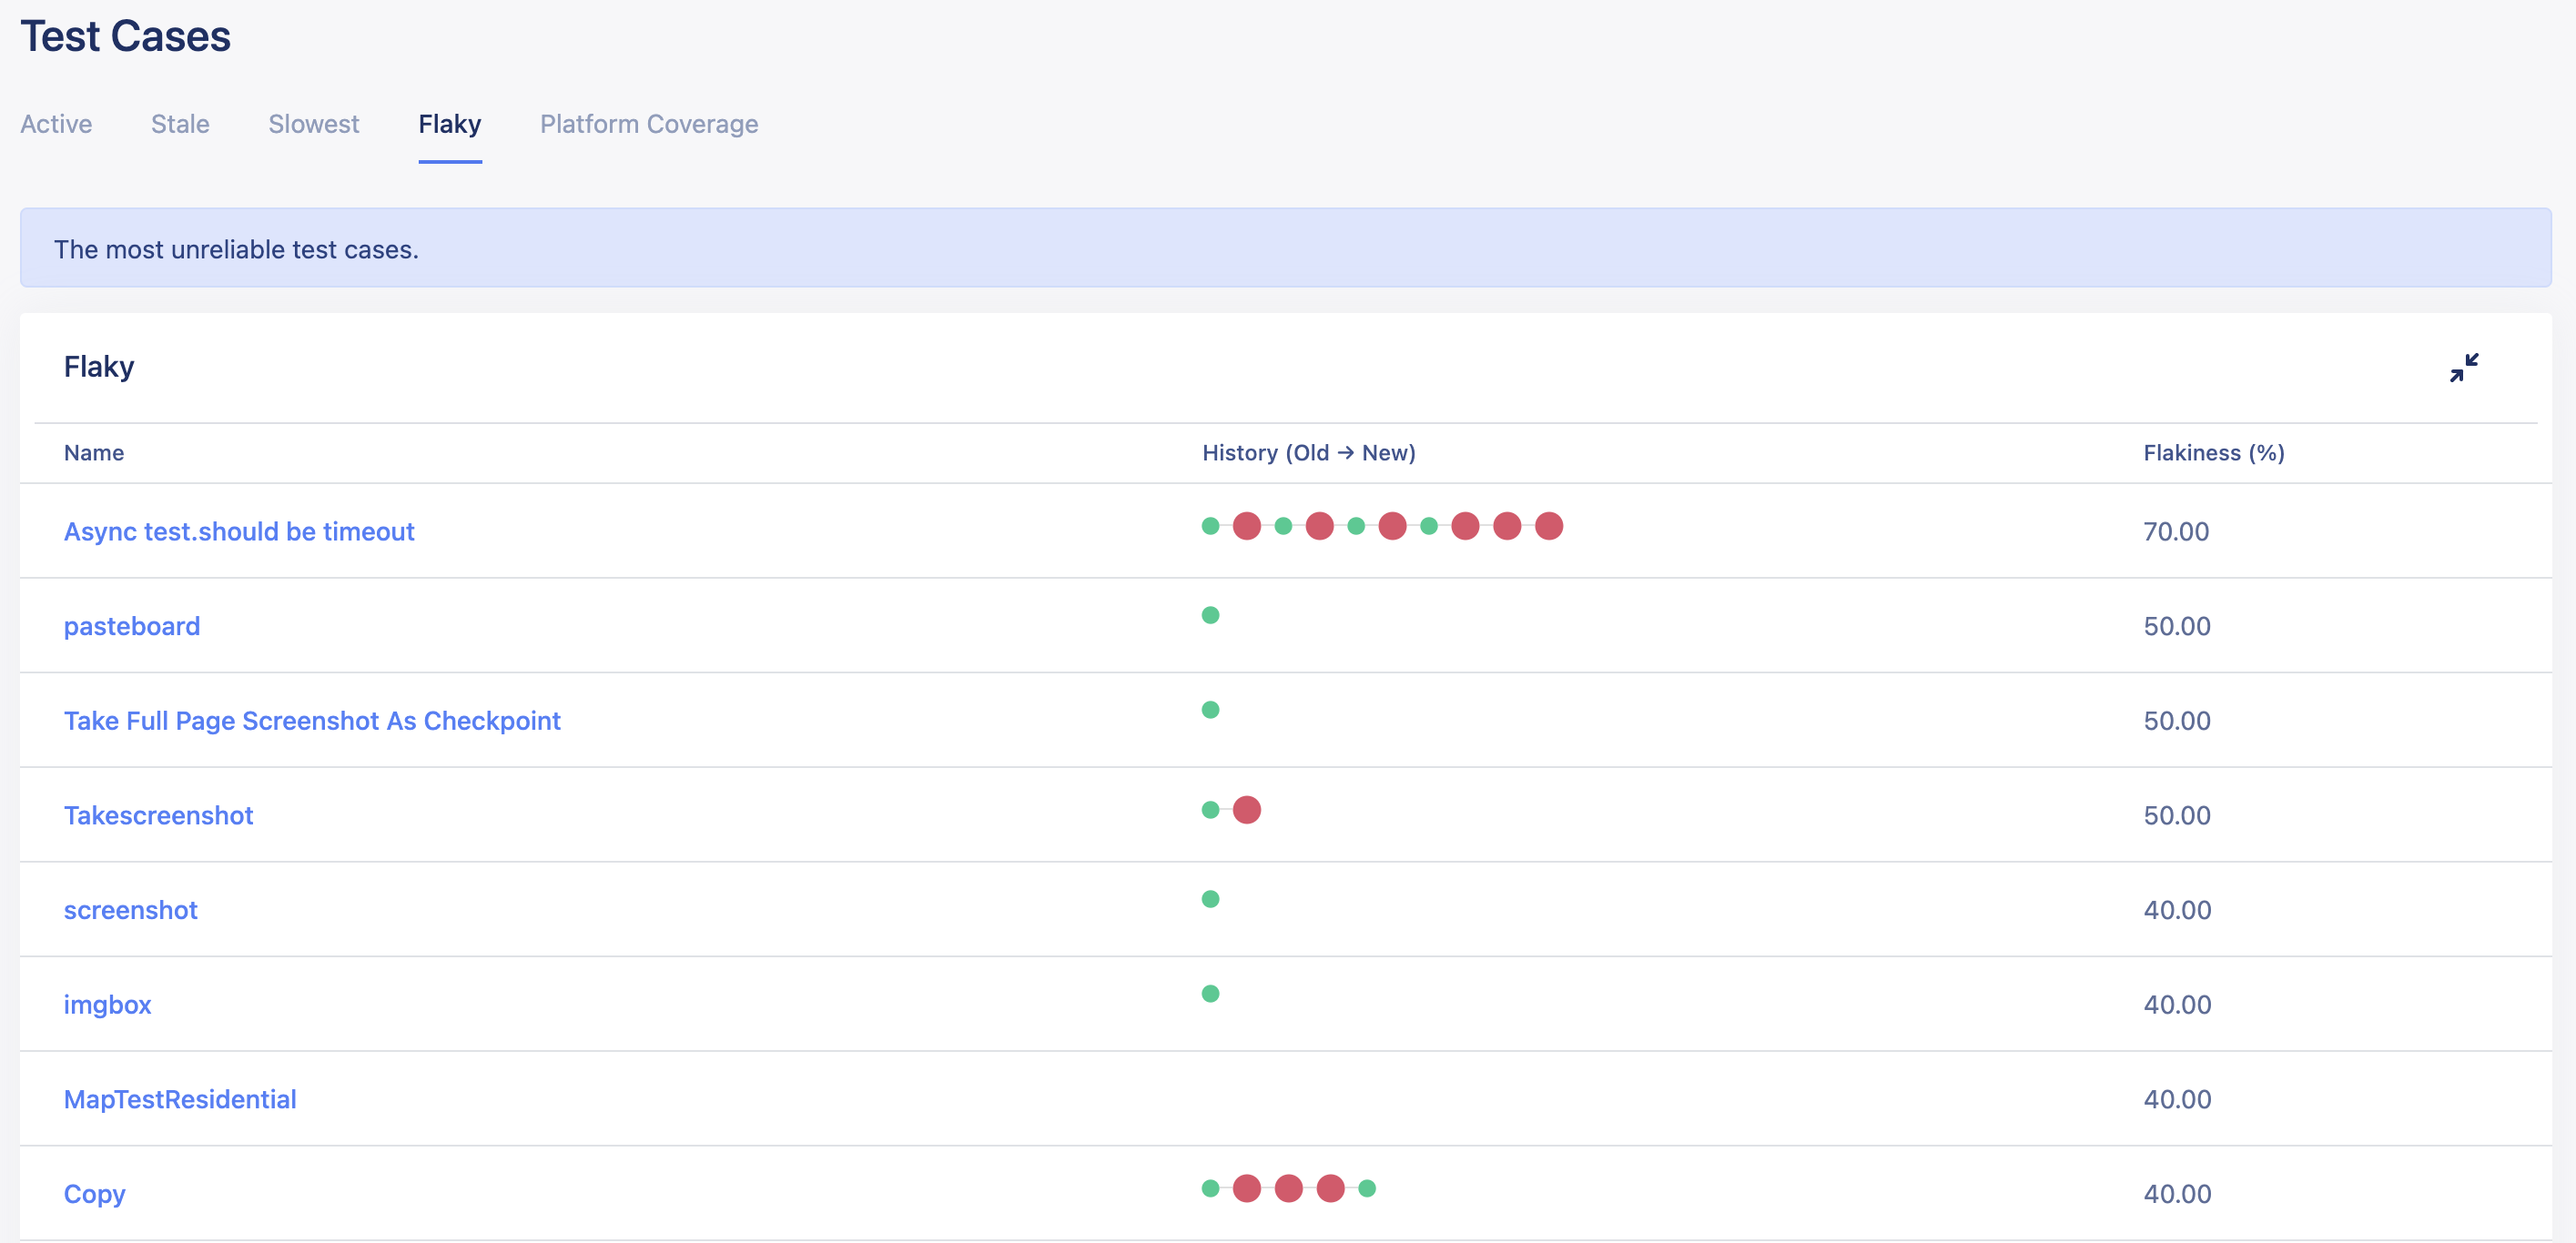 Test Cases
Active Stale Slowest Flaky Platform Coverage
The most unreliable test cases.
Flaky
Name History (Old → New) Flakiness (%)
Async test.should be timeout 70.00
pasteboard 50.00
Take Full Page Screenshot As Checkpoint 50.00
Takescreenshot 50.00
screenshot 40.00
imgbox 40.00
MapTestResidential 40.00
Copy 40.00